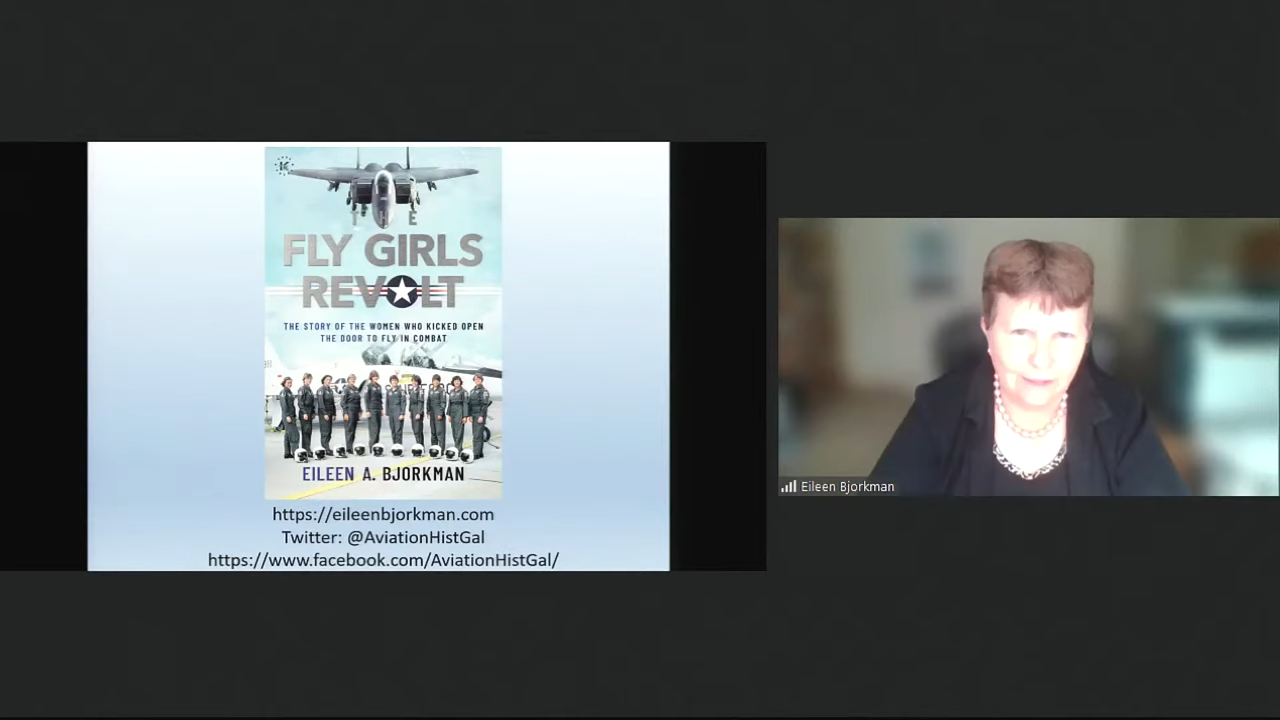 THE
FLY GIRLS
REVOLT
THE STORY OF THE WOMEN WHO KICKED OPEN
THE DOOR TO FLY IN COMBAT
EILEEN A. BJORKMAN
https://eileenbjorkman.com
Twitter: @AviationHistGal
https://www.facebook.com/AviationHistGal/
Eileen Bjorkman